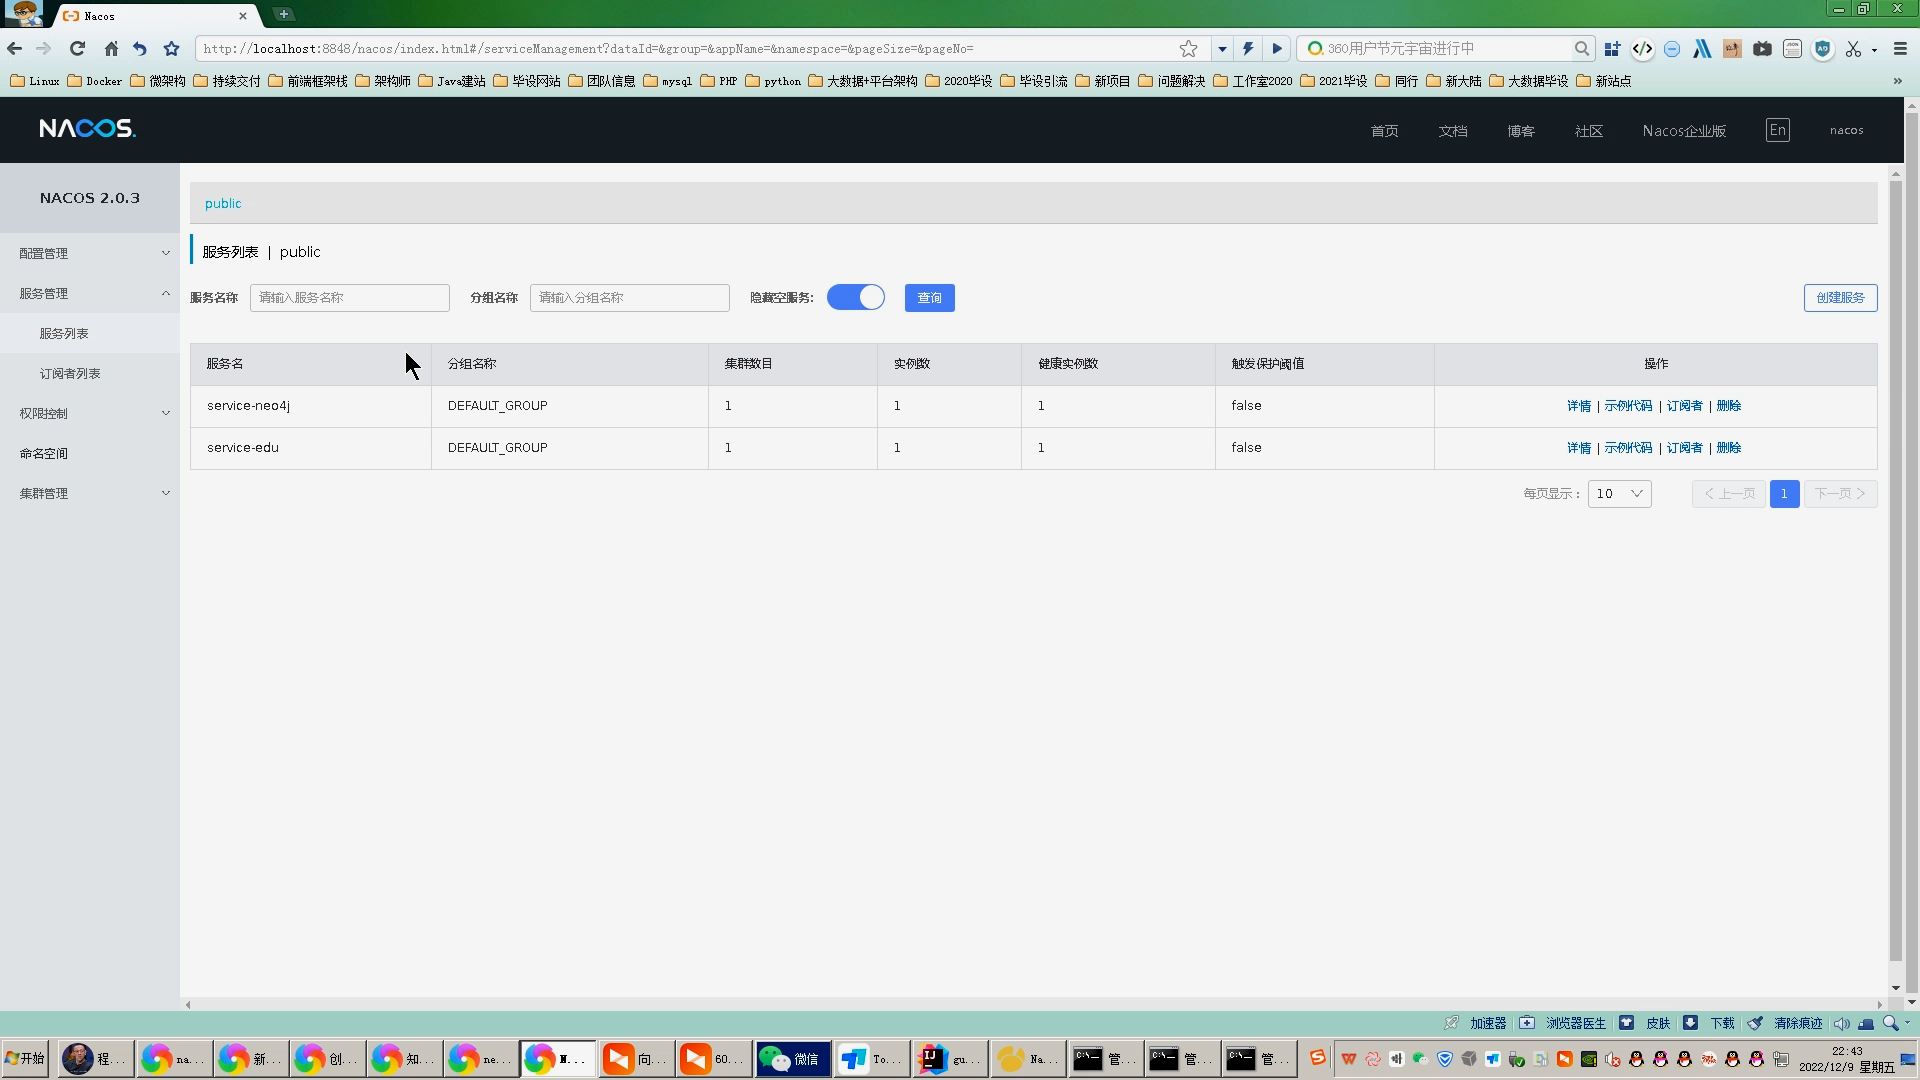 Nacos
http://localhost:8848/nacos/index.html#/serviceManagement?dataId=&group=&appName=&namespace=&pageSize=&pageNo=
360用户节元宇宙进行中
Linux Docker 微架构 持续交付 前端框架栈 架构师 Java建站 毕设网站 团队信息 mysql PHP python 大数据+平台架构 2020毕设 毕设引流 新项目 问题解决 工作室2020 2021毕设 同行 新大陆 大数据毕设 新站点 »
NACOS.
首页 文档 博客 社区 Nacos企业版 En nacos
NACOS 2.0.3
配置管理
服务管理
服务列表
订阅者列表
权限控制
命名空间
集群管理
public
服务列表 | public
服务名称 请输入服务名称 分组名称 请输入分组名称 隐藏空服务: 查询 创建服务
服务名 分组名称 集群数目 实例数 健康实例数 触发保护阈值 操作
service-neo4j DEFAULT_GROUP 1 1 1 false 详情 | 示例代码 | 订阅者 | 删除
service-edu DEFAULT_GROUP 1 1 1 false 详情 | 示例代码 | 订阅者 | 删除
每页显示： 10 上一页 1 下一页
加速器 浏览器医生 皮肤 下载 清除痕迹
开始 程... na... 新... 创... 知... ne... N... 向... 60... 微信 To... gu... Na... 管... 管... 管...
22:43
2022/12/9 星期五